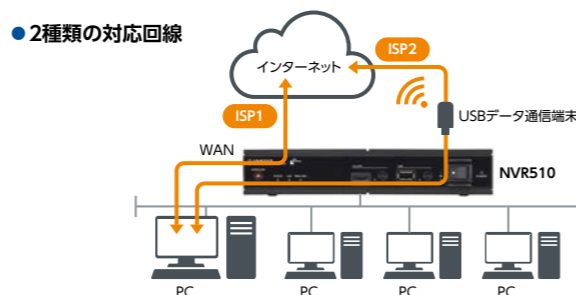 2種類の対応回線
インターネット
ISP2
ISP1
USBデータ通信端末
WAN
NVR510
PC
PC
PC
PC